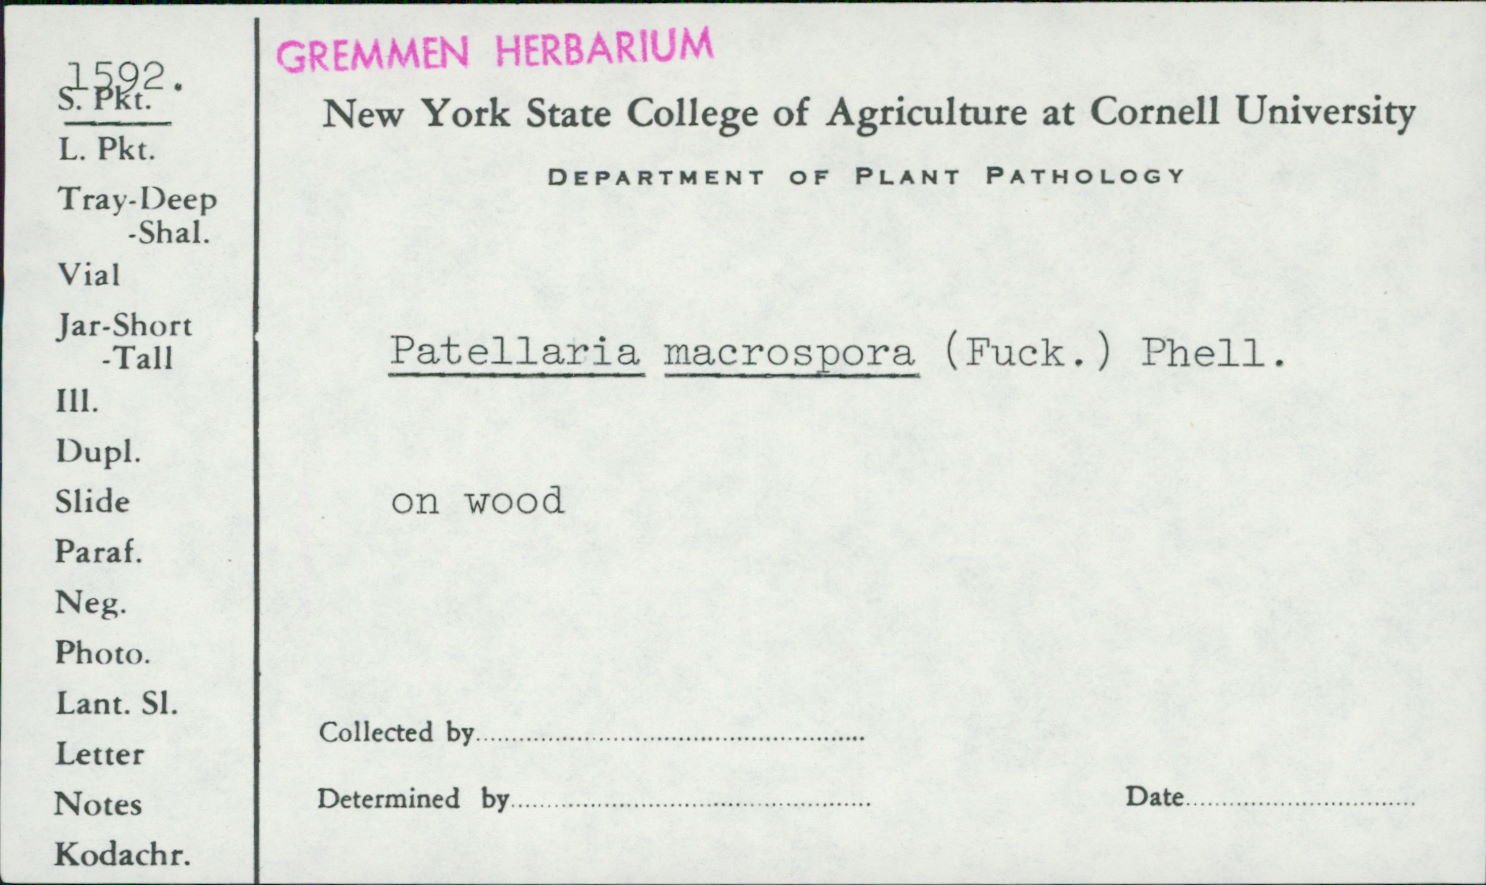 1592.
S. Pkt.
L. Pkt.
Tray-Deep
-Shal.
Vial
Jar-Short
-Tall
Ill.
Dupl.
Slide
Paraf.
Neg.
Photo.
Lant. Sl.
Letter
Notes
Kodachr.
GREMMEN HERBARIUM
New York State College of Agriculture at Cornell University
DEPARTMENT OF PLANT PATHOLOGY
Patellaria macrospora (Fuck.) Phell.
on wood
Collected by
Determined by
Date